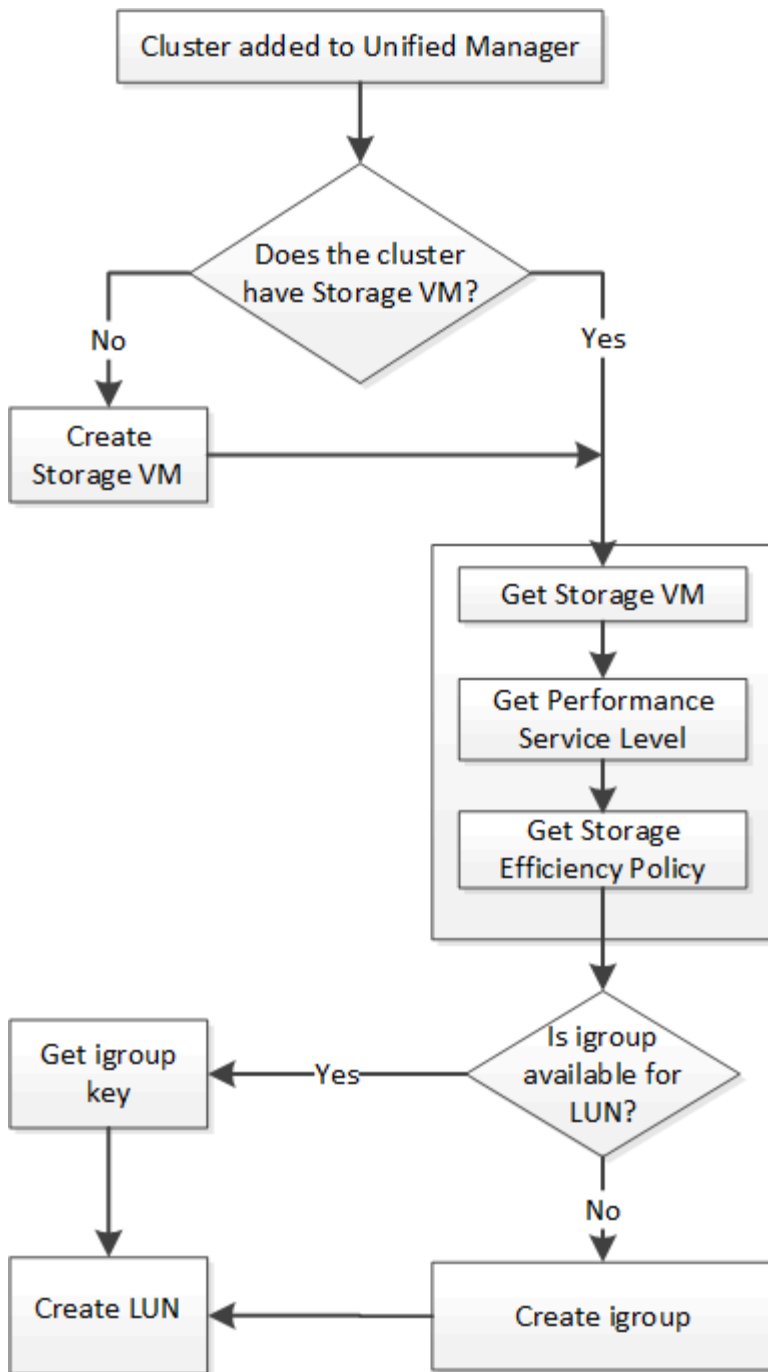 Cluster added to Unified Manager
Does the cluster
have Storage VM?
No
Yes
Create
Storage VM
Get Storage VM
Get Performance
Service Level
Get Storage
Efficiency Policy
Is igroup
available for
LUN?
Yes
Get igroup
key
No
Create LUN
Create igroup